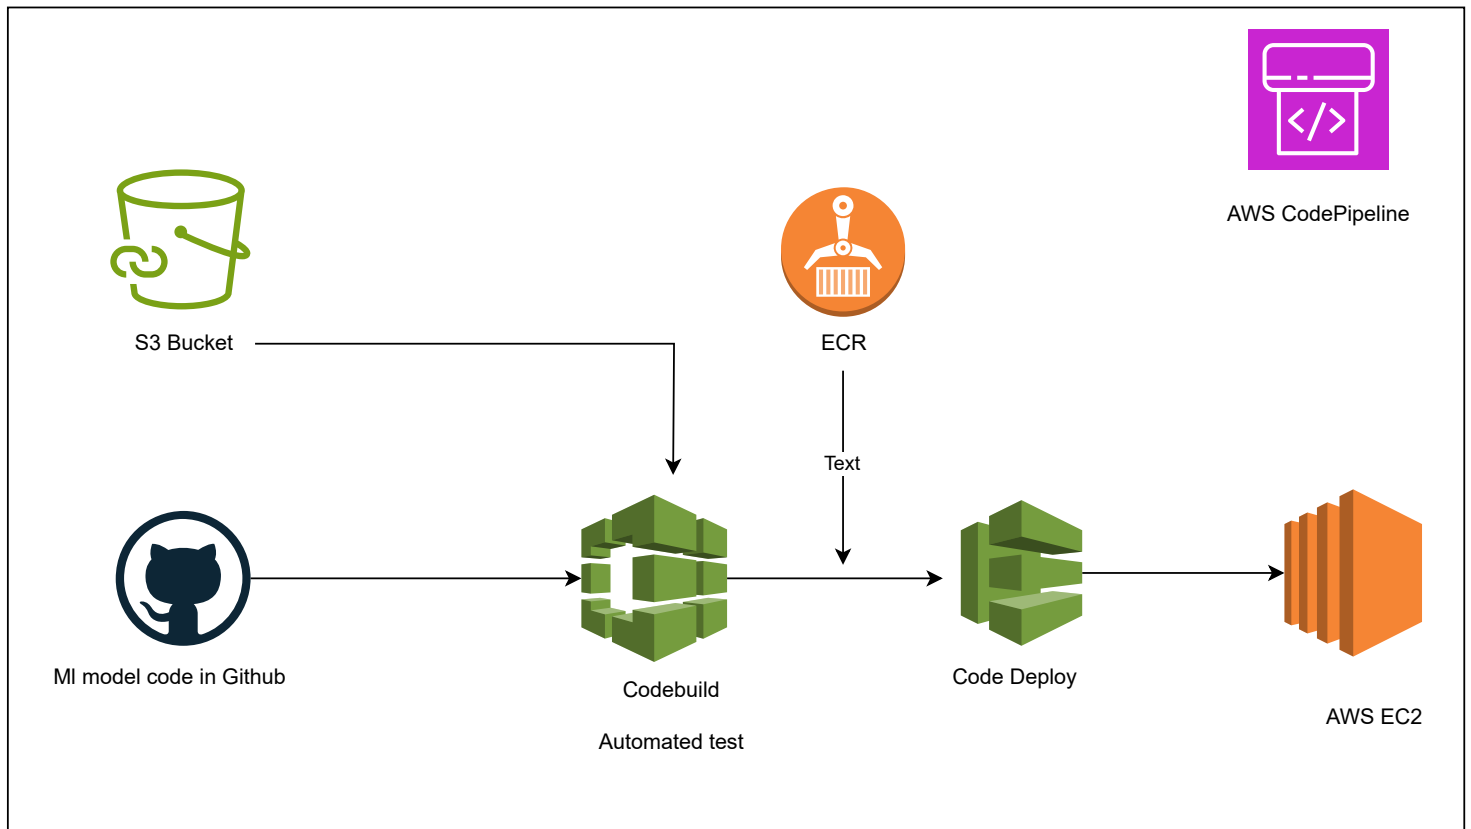 AWS CodePipeline
S3 Bucket
ECR
Text
Ml model code in Github
Codebuild
Automated test
Code Deploy
AWS EC2